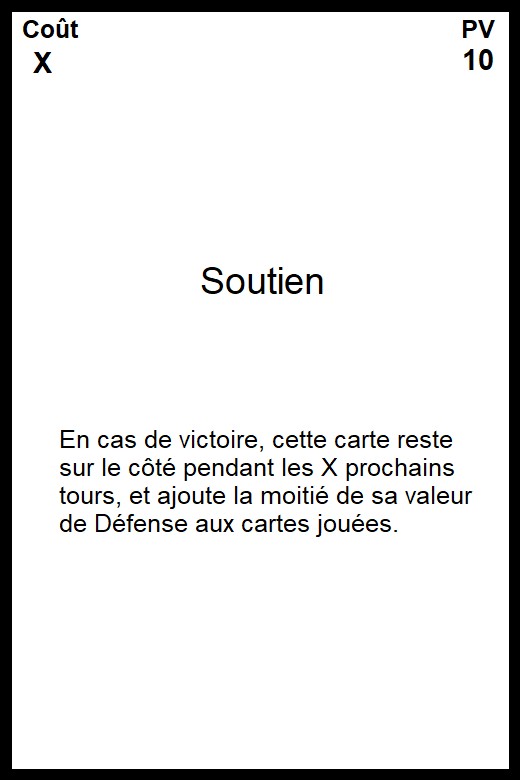 Coût PV
X 10
Soutien
En cas de victoire, cette carte reste
sur le côté pendant les X prochains
tours, et ajoute la moitié de sa valeur
de Défense aux cartes jouées.